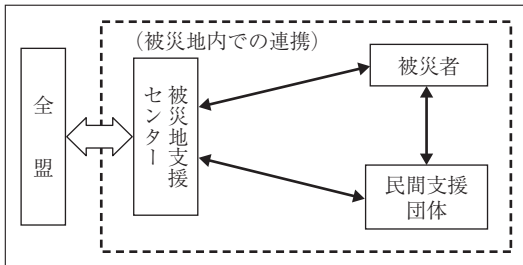 （被災地内での連携）
全盟
被災地支援
センター
被災者
民間支援
団体